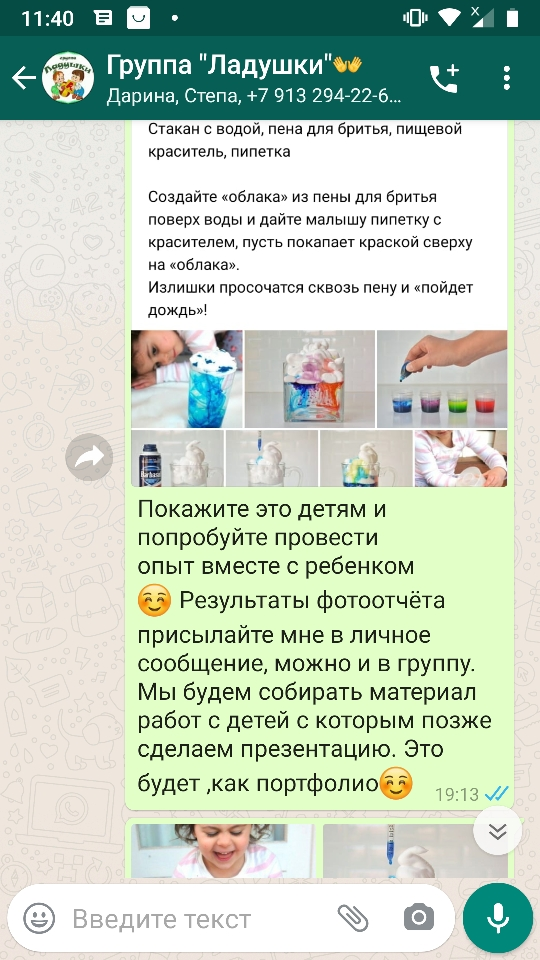 11:40
Группа "Ладушки"
Дарина, Степа, +7 913 294-22-6...
Стакан с водой, пена для бритья, пищевой
краситель, пипетка
Создайте «облака» из пены для бритья
поверх воды и дайте малышу пипетку с
красителем, пусть покапает краской сверху
на «облака».
Излишки просочатся сквозь пену и «пойдет
дождь»!
Barbasol
Покажите это детям и
попробуйте провести
опыт вместе с ребенком
☺️ Результаты фотоотчёта
присылайте мне в личное
сообщение, можно и в группу.
Мы будем собирать материал
работ с детей с которым позже
сделаем презентацию. Это
будет ,как портфолио☺️
19:13
Введите текст